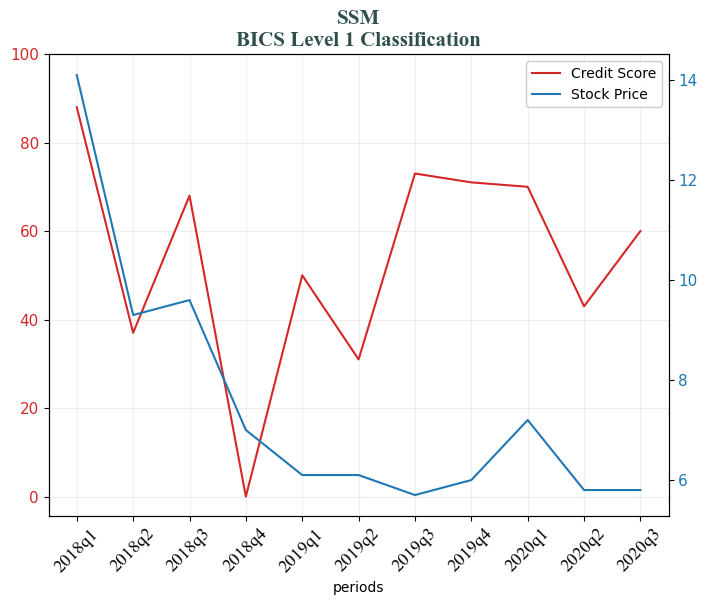 SSM
BICS Level 1 Classification
Credit Score
Stock Price
100
80
60
40
20
0
14
12
10
8
6
2018q1
2018q2
2018q3
2018q4
2019q1
2019q2
2019q3
2019q4
2020q1
2020q2
2020q3
periods